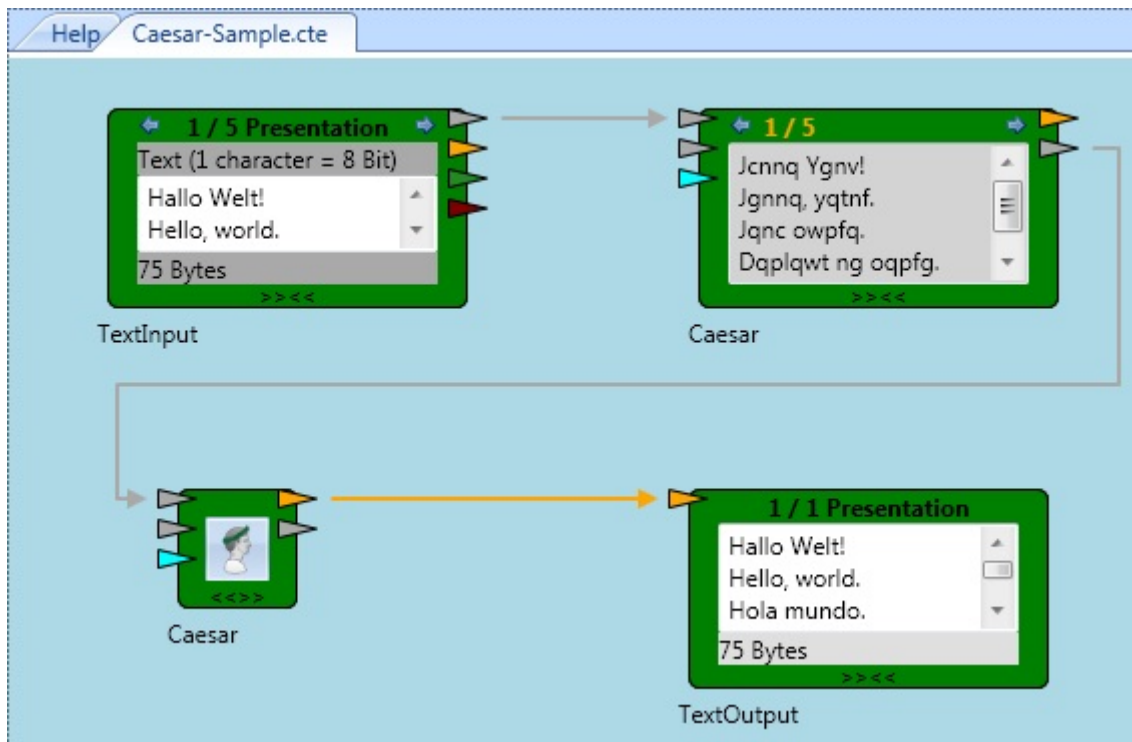 Help
Caesar-Sample.cte
1 / 5 Presentation
Text (1 character = 8 Bit)
Hallo Welt!
Hello, world.
75 Bytes
>><<
TextInput
1 / 5
Jcnnq Ygnv!
Jgnnq, yqtnf.
Jqnc owpfq.
Dqplqwt ng oqpfg.
>><<
Caesar
<<>>
Caesar
1 / 1 Presentation
Hallo Welt!
Hello, world.
Hola mundo.
75 Bytes
>><<
TextOutput